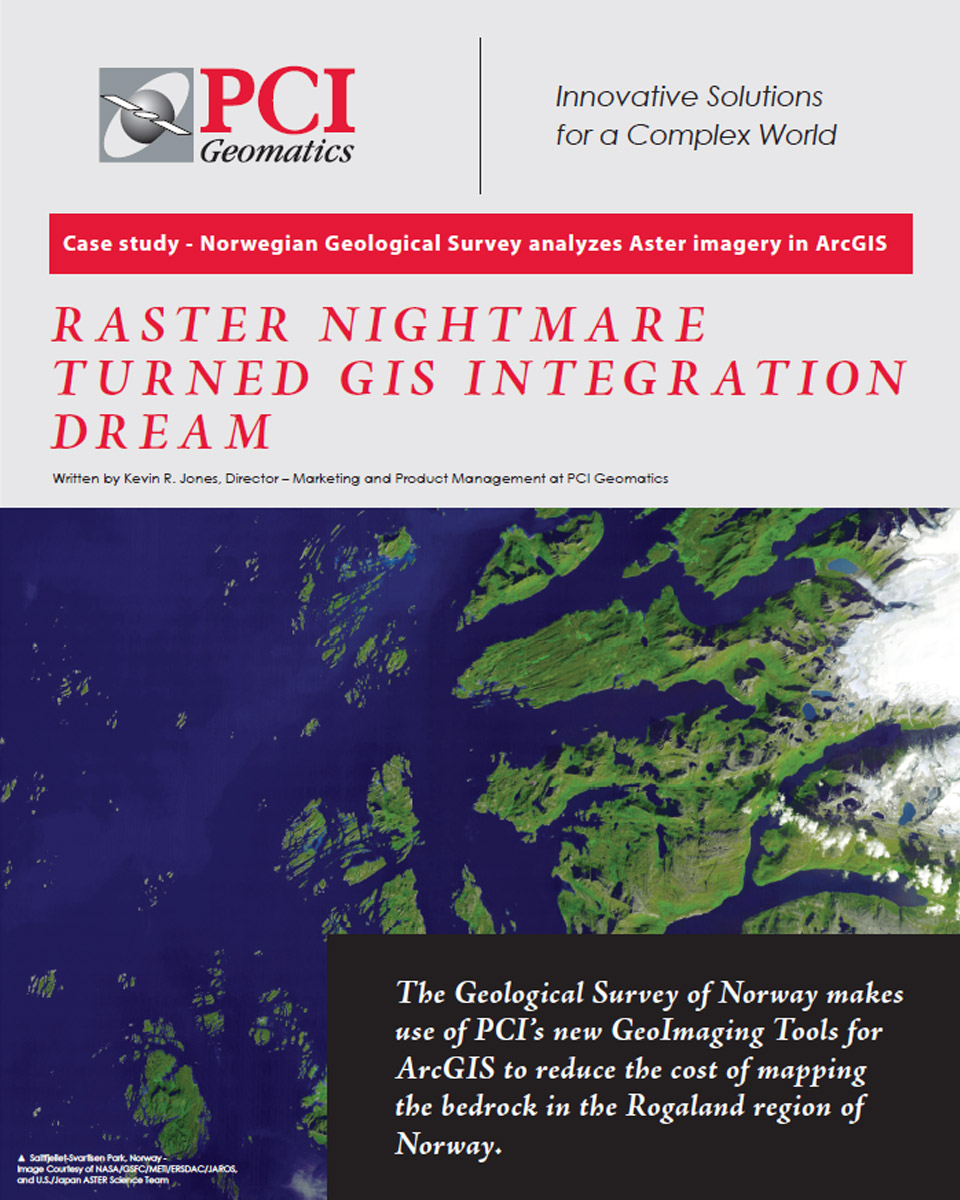 PCI
Geomatics
Innovative Solutions
for a Complex World
Case study - Norwegian Geological Survey analyzes Aster imagery in ArcGIS
RASTER NIGHTMARE
TURNED GIS INTEGRATION
DREAM
Written by Kevin R. Jones, Director – Marketing and Product Management at PCI Geomatics
The Geological Survey of Norway makes
use of PCI's new GeoImaging Tools for
ArcGIS to reduce the cost of mapping
the bedrock in the Rogaland region of
Norway.
▲ Saltfjellet-Svartisen Park, Norway -
Image Courtesy of NASA/GSFC/METI/ERSDAC/JAROS,
and U.S./Japan ASTER Science Team